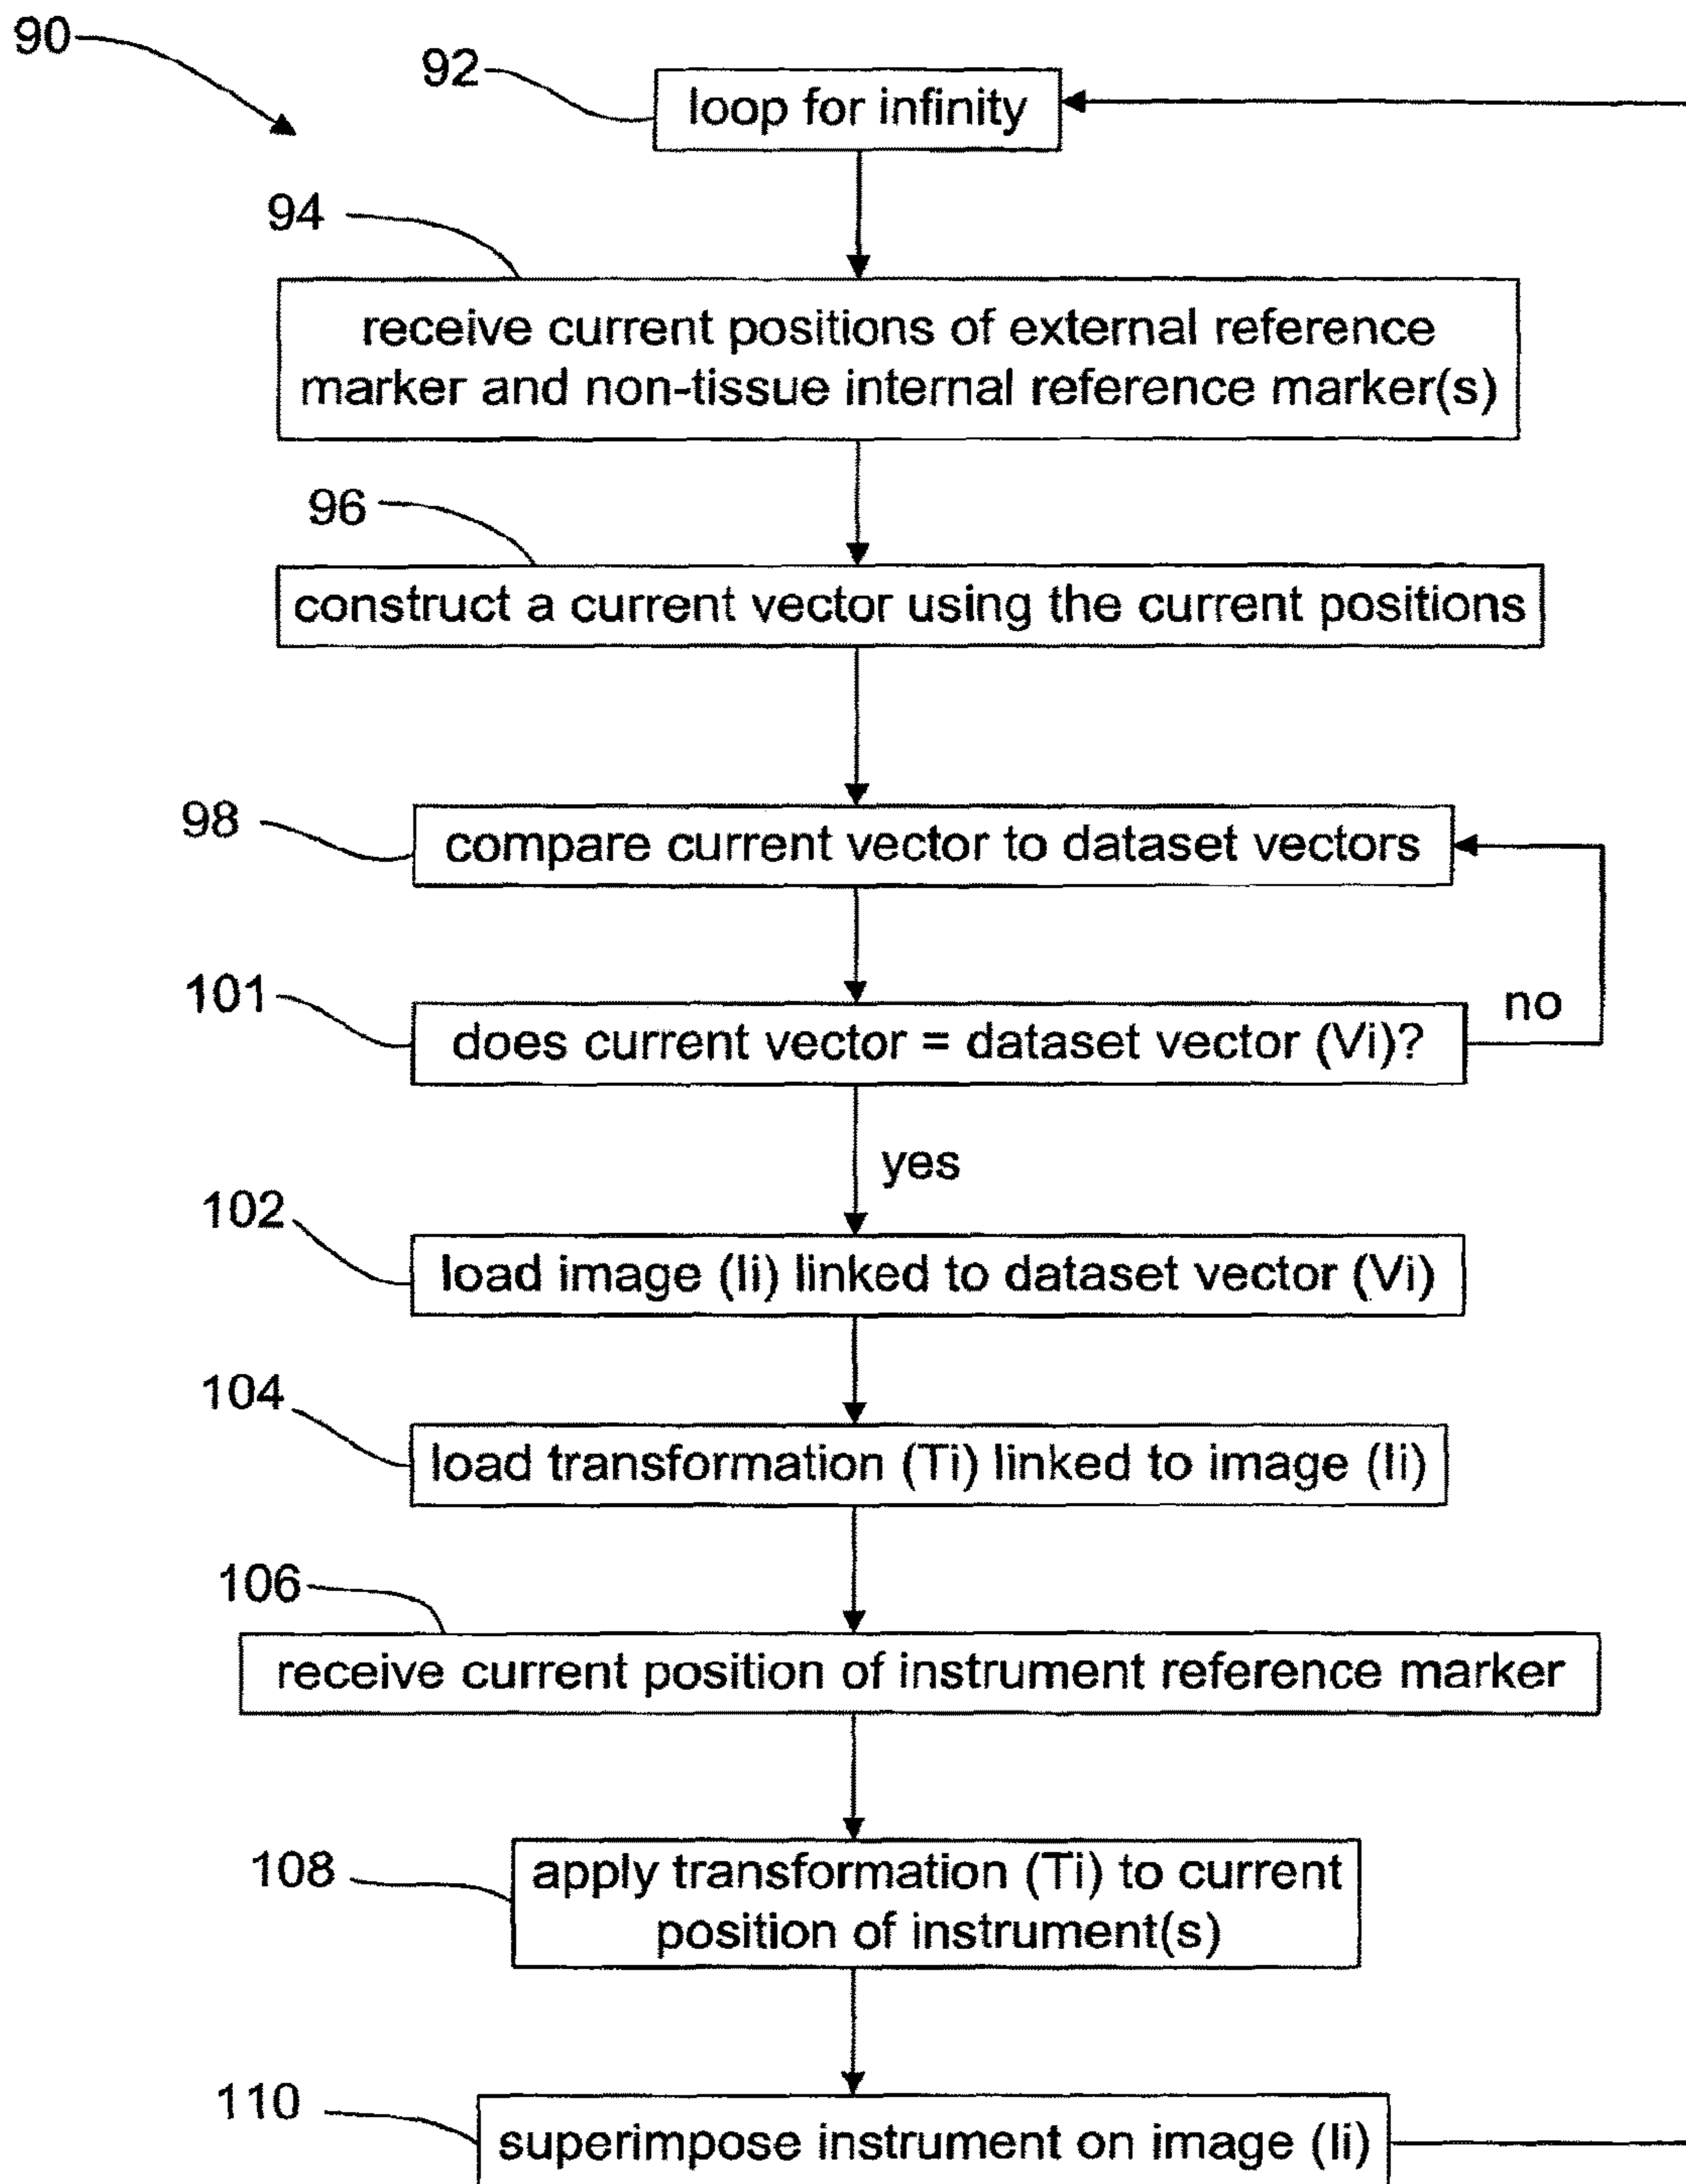 90
92
loop for infinity
94
receive current positions of external reference
marker and non-tissue internal reference marker(s)
96
construct a current vector using the current positions
98
compare current vector to dataset vectors
101
does current vector = dataset vector (Vi)?
no
yes
102
load image (Ii) linked to dataset vector (Vi)
104
load transformation (Ti) linked to image (Ii)
106
receive current position of instrument reference marker
108
apply transformation (Ti) to current
position of instrument(s)
110
superimpose instrument on image (Ii)